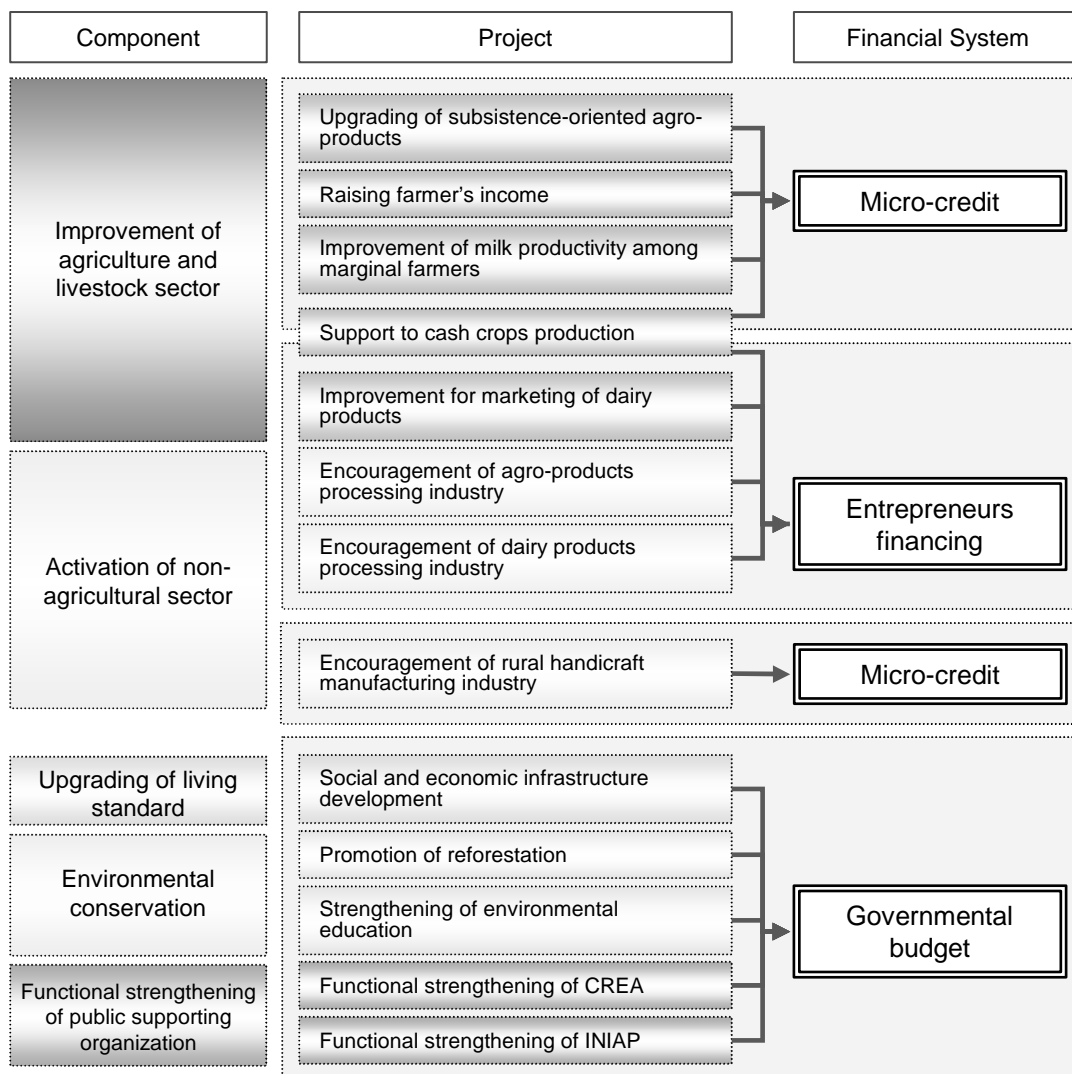 Component
Project
Financial System
Improvement of
agriculture and
livestock sector
Upgrading of subsistence-oriented agro-
products
Raising farmer's income
Improvement of milk productivity among
marginal farmers
Support to cash crops production
Micro-credit
Improvement for marketing of dairy
products
Activation of non-
agricultural sector
Encouragement of agro-products
processing industry
Encouragement of dairy products
processing industry
Entrepreneurs
financing
Encouragement of rural handicraft
manufacturing industry
Micro-credit
Upgrading of living
standard
Social and economic infrastructure
development
Environmental
conservation
Promotion of reforestation
Strengthening of environmental
education
Governmental
budget
Functional strengthening
of public supporting
organization
Functional strengthening of CREA
Functional strengthening of INIAP